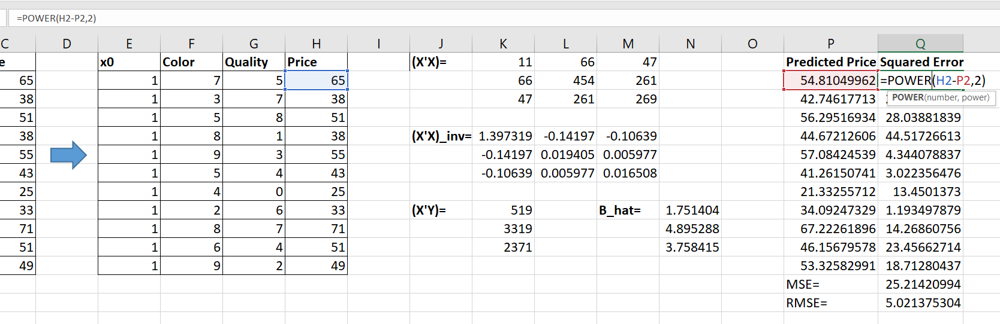 =POWER(H2-P2,2)
C D E F G H I J K L M N O P Q
e x0 Color Quality Price (X'X)= 11 66 47 Predicted Price Squared Error
65 1 7 5 65 66 454 261 54.81049962 =POWER(H2-P2,2)
38 1 3 7 38 47 261 269 42.74617713
POWER(number, power)
51 1 5 8 51 56.29516934 28.03881839
38 1 8 1 38 (X'X)_inv= 1.397319 -0.14197 -0.10639 44.67212606 44.51726613
55 1 9 3 55 -0.14197 0.019405 0.005977 57.08424539 4.344078837
43 1 5 4 43 -0.10639 0.005977 0.016508 41.26150741 3.022356476
25 1 4 0 25 21.33255712 13.4501373
33 1 2 6 33 (X'Y)= 519 B_hat= 1.751404 34.09247329 1.193497879
71 1 8 7 71 3319 4.895288 67.22261896 14.26860756
51 1 6 4 51 2371 3.758415 46.15679578 23.45662714
49 1 9 2 49 53.32582991 18.71280437
MSE= 25.21420994
RMSE= 5.021375304